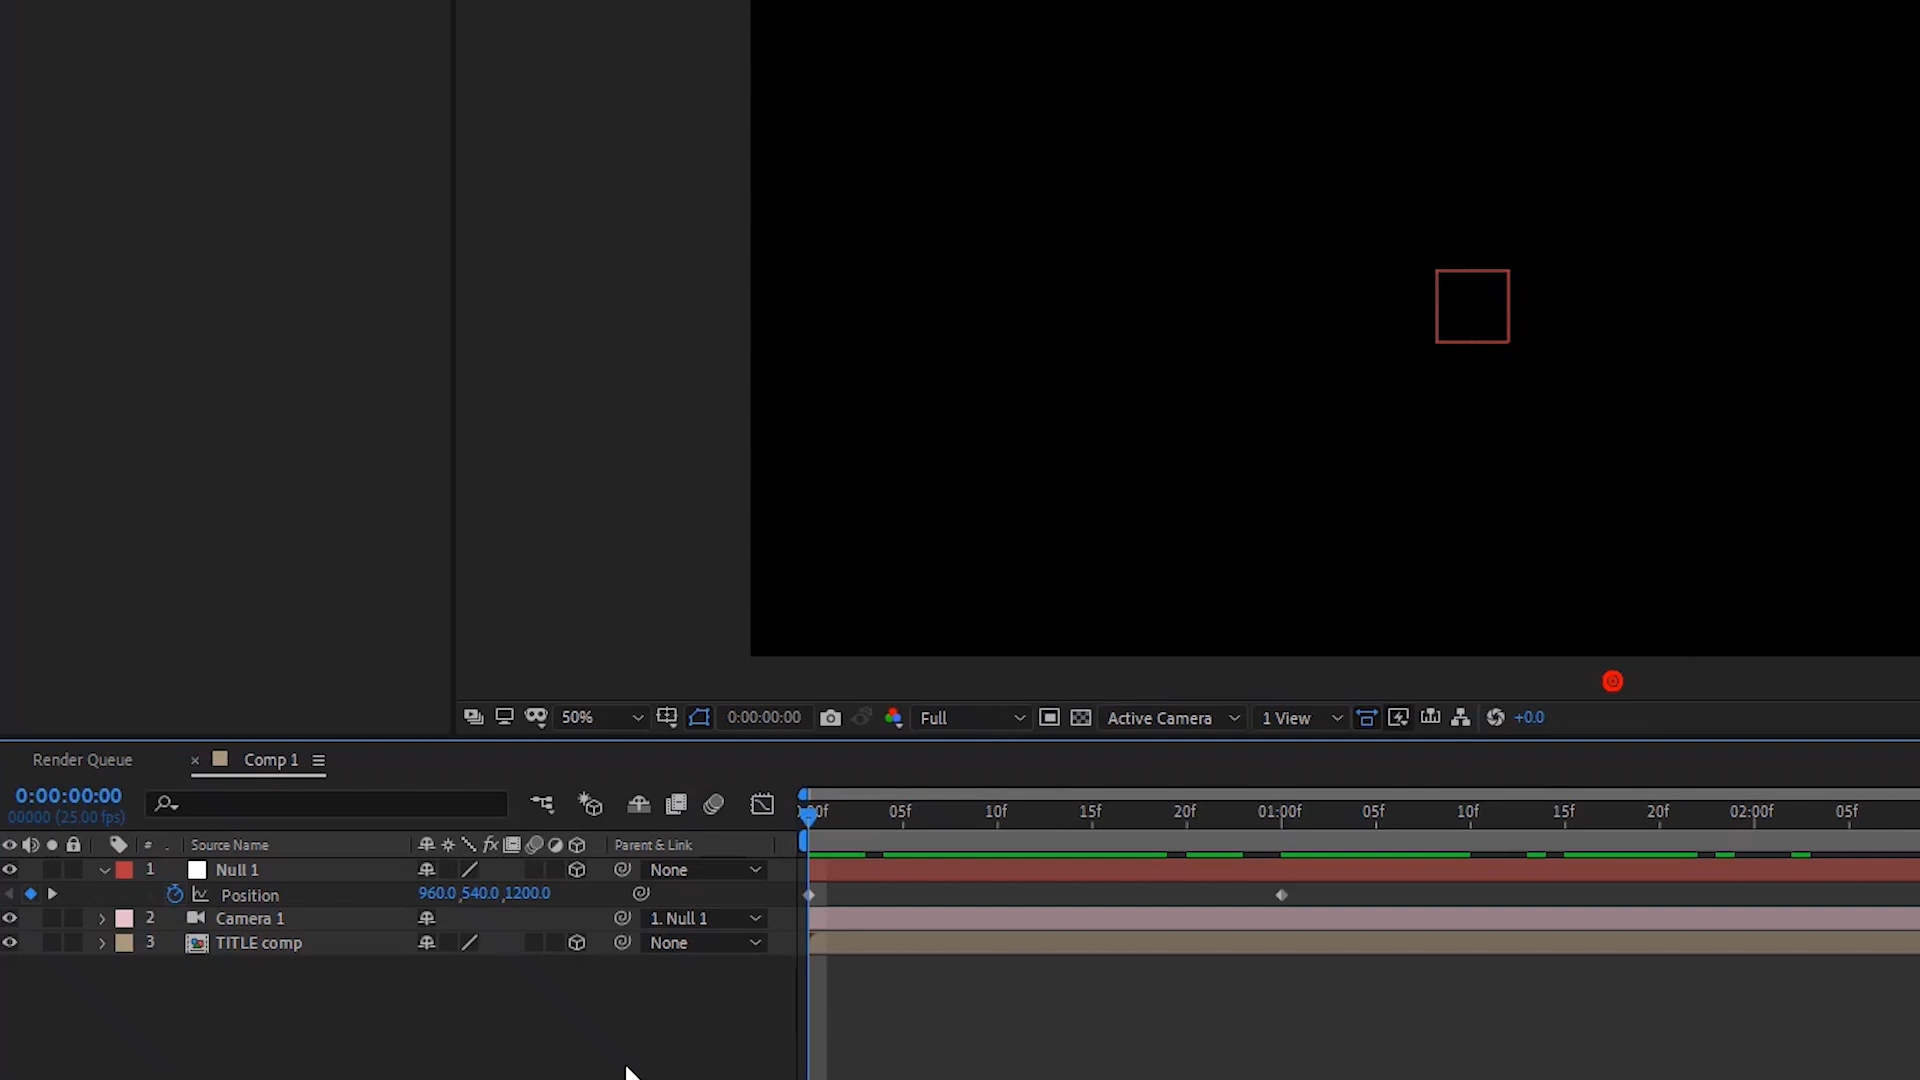 50%
0:00:00:00
Full
Active Camera
1 View
+0.0
Render Queue
× Comp 1
0:00:00:00
00000 (25.00 fps)
05f 10f 15f 20f 01:00f 05f 10f 15f 20f 02:00f 05f
# . Source Name
fx
Parent & Link
1 Null 1 None
Position 960.0,540.0,1200.0
2 Camera 1 1. Null 1
3 TITLE comp None